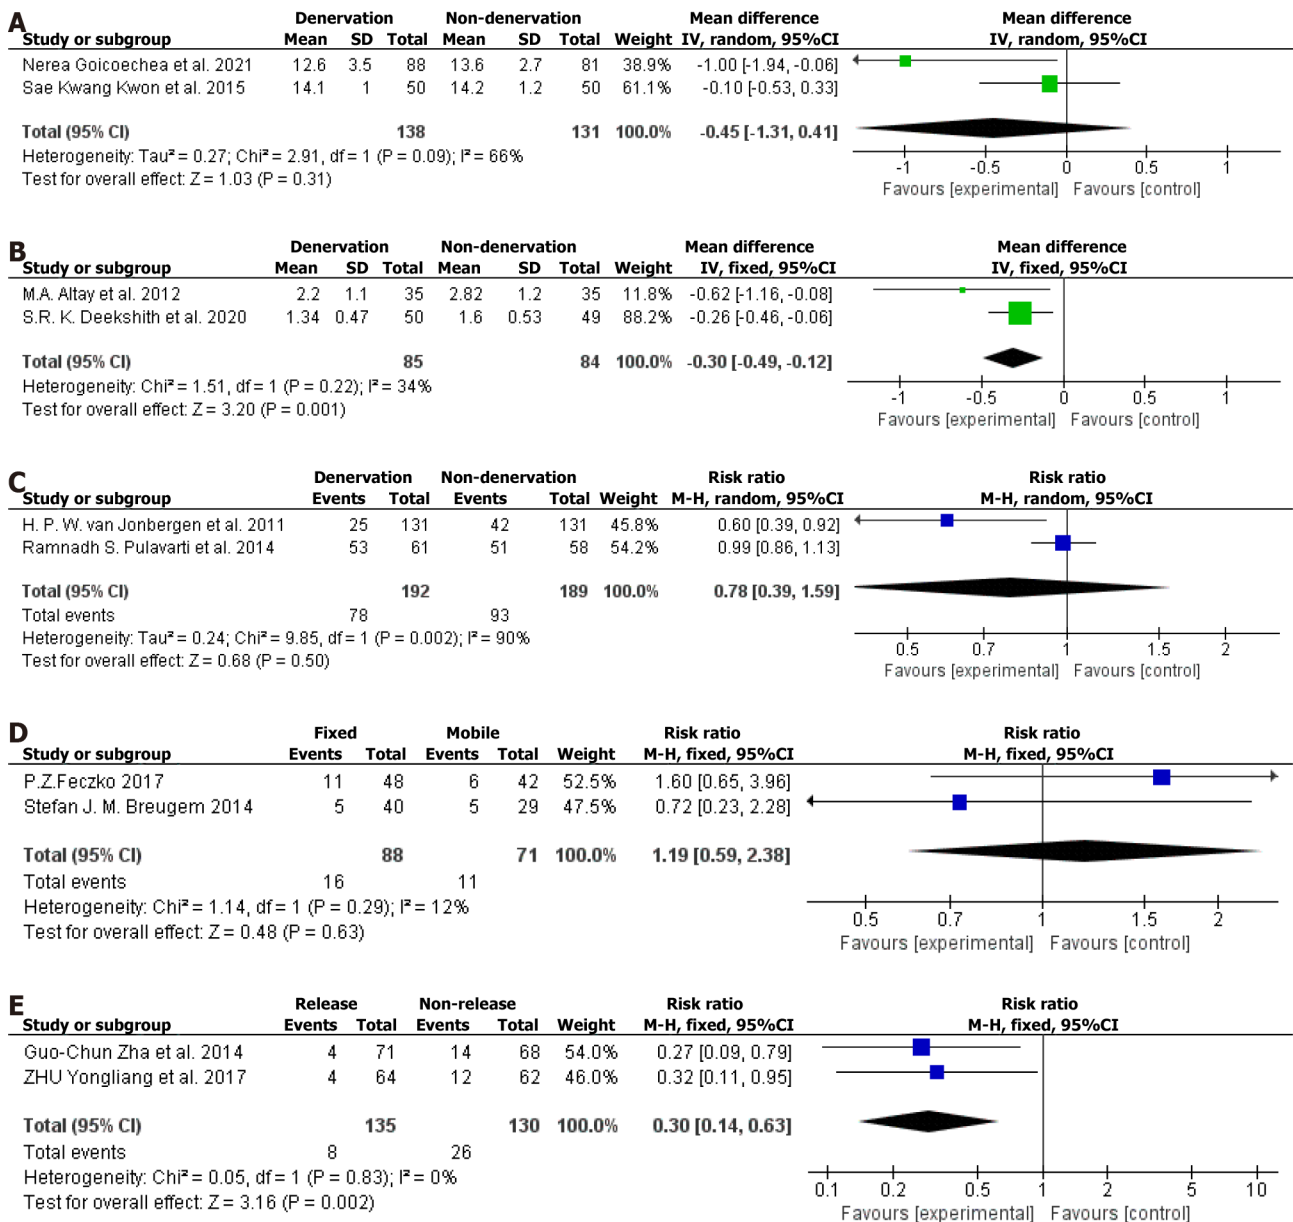 A
Denervation Non-denervation Mean difference Mean difference
Study or subgroup Mean SD Total Mean SD Total Weight IV, random, 95%CI IV, random, 95%CI
Nerea Goicoechea et al. 2021 12.6 3.5 88 13.6 2.7 81 38.9% -1.00 [-1.94, -0.06]
Sae Kwang Kwon et al. 2015 14.1 1 50 14.2 1.2 50 61.1% -0.10 [-0.53, 0.33]
Total (95% CI) 138 131 100.0% -0.45 [-1.31, 0.41]
Heterogeneity: Tau² = 0.27; Chi² = 2.91, df = 1 (P = 0.09); I² = 66%
Test for overall effect: Z = 1.03 (P = 0.31)
-1 -0.5 0 0.5 1
Favours [experimental] Favours [control]
B
Denervation Non-denervation Mean difference Mean difference
Study or subgroup Mean SD Total Mean SD Total Weight IV, fixed, 95%CI IV, fixed, 95%CI
M.A. Altay et al. 2012 2.2 1.1 35 2.82 1.2 35 11.8% -0.62 [-1.16, -0.08]
S.R. K. Deekshith et al. 2020 1.34 0.47 50 1.6 0.53 49 88.2% -0.26 [-0.46, -0.06]
Total (95% CI) 85 84 100.0% -0.30 [-0.49, -0.12]
Heterogeneity: Chi² = 1.51, df = 1 (P = 0.22); I² = 34%
Test for overall effect: Z = 3.20 (P = 0.001)
-1 -0.5 0 0.5 1
Favours [experimental] Favours [control]
C
Denervation Non-denervation Risk ratio Risk ratio
Study or subgroup Events Total Events Total Weight M-H, random, 95%CI M-H, random, 95%CI
H. P. W. van Jonbergen et al. 2011 25 131 42 131 45.8% 0.60 [0.39, 0.92]
Ramnadh S. Pulavarti et al. 2014 53 61 51 58 54.2% 0.99 [0.86, 1.13]
Total (95% CI) 192 189 100.0% 0.78 [0.39, 1.59]
Total events 78 93
Heterogeneity: Tau² = 0.24; Chi² = 9.85, df = 1 (P = 0.002); I² = 90%
Test for overall effect: Z = 0.68 (P = 0.50)
0.5 0.7 1 1.5 2
Favours [experimental] Favours [control]
D
Fixed Mobile Risk ratio Risk ratio
Study or subgroup Events Total Events Total Weight M-H, fixed, 95%CI M-H, fixed, 95%CI
P.Z.Feczko 2017 11 48 6 42 52.5% 1.60 [0.65, 3.96]
Stefan J. M. Breugem 2014 5 40 5 29 47.5% 0.72 [0.23, 2.28]
Total (95% CI) 88 71 100.0% 1.19 [0.59, 2.38]
Total events 16 11
Heterogeneity: Chi² = 1.14, df = 1 (P = 0.29); I² = 12%
Test for overall effect: Z = 0.48 (P = 0.63)
0.5 0.7 1 1.5 2
Favours [experimental] Favours [control]
E
Release Non-release Risk ratio Risk ratio
Study or subgroup Events Total Events Total Weight M-H, fixed, 95%CI M-H, fixed, 95%CI
Guo-Chun Zha et al. 2014 4 71 14 68 54.0% 0.27 [0.09, 0.79]
ZHU Yongliang et al. 2017 4 64 12 62 46.0% 0.32 [0.11, 0.95]
Total (95% CI) 135 130 100.0% 0.30 [0.14, 0.63]
Total events 8 26
Heterogeneity: Chi² = 0.05, df = 1 (P = 0.83); I² = 0%
Test for overall effect: Z = 3.16 (P = 0.002)
0.1 0.2 0.5 1 2 5 10
Favours [experimental] Favours [control]